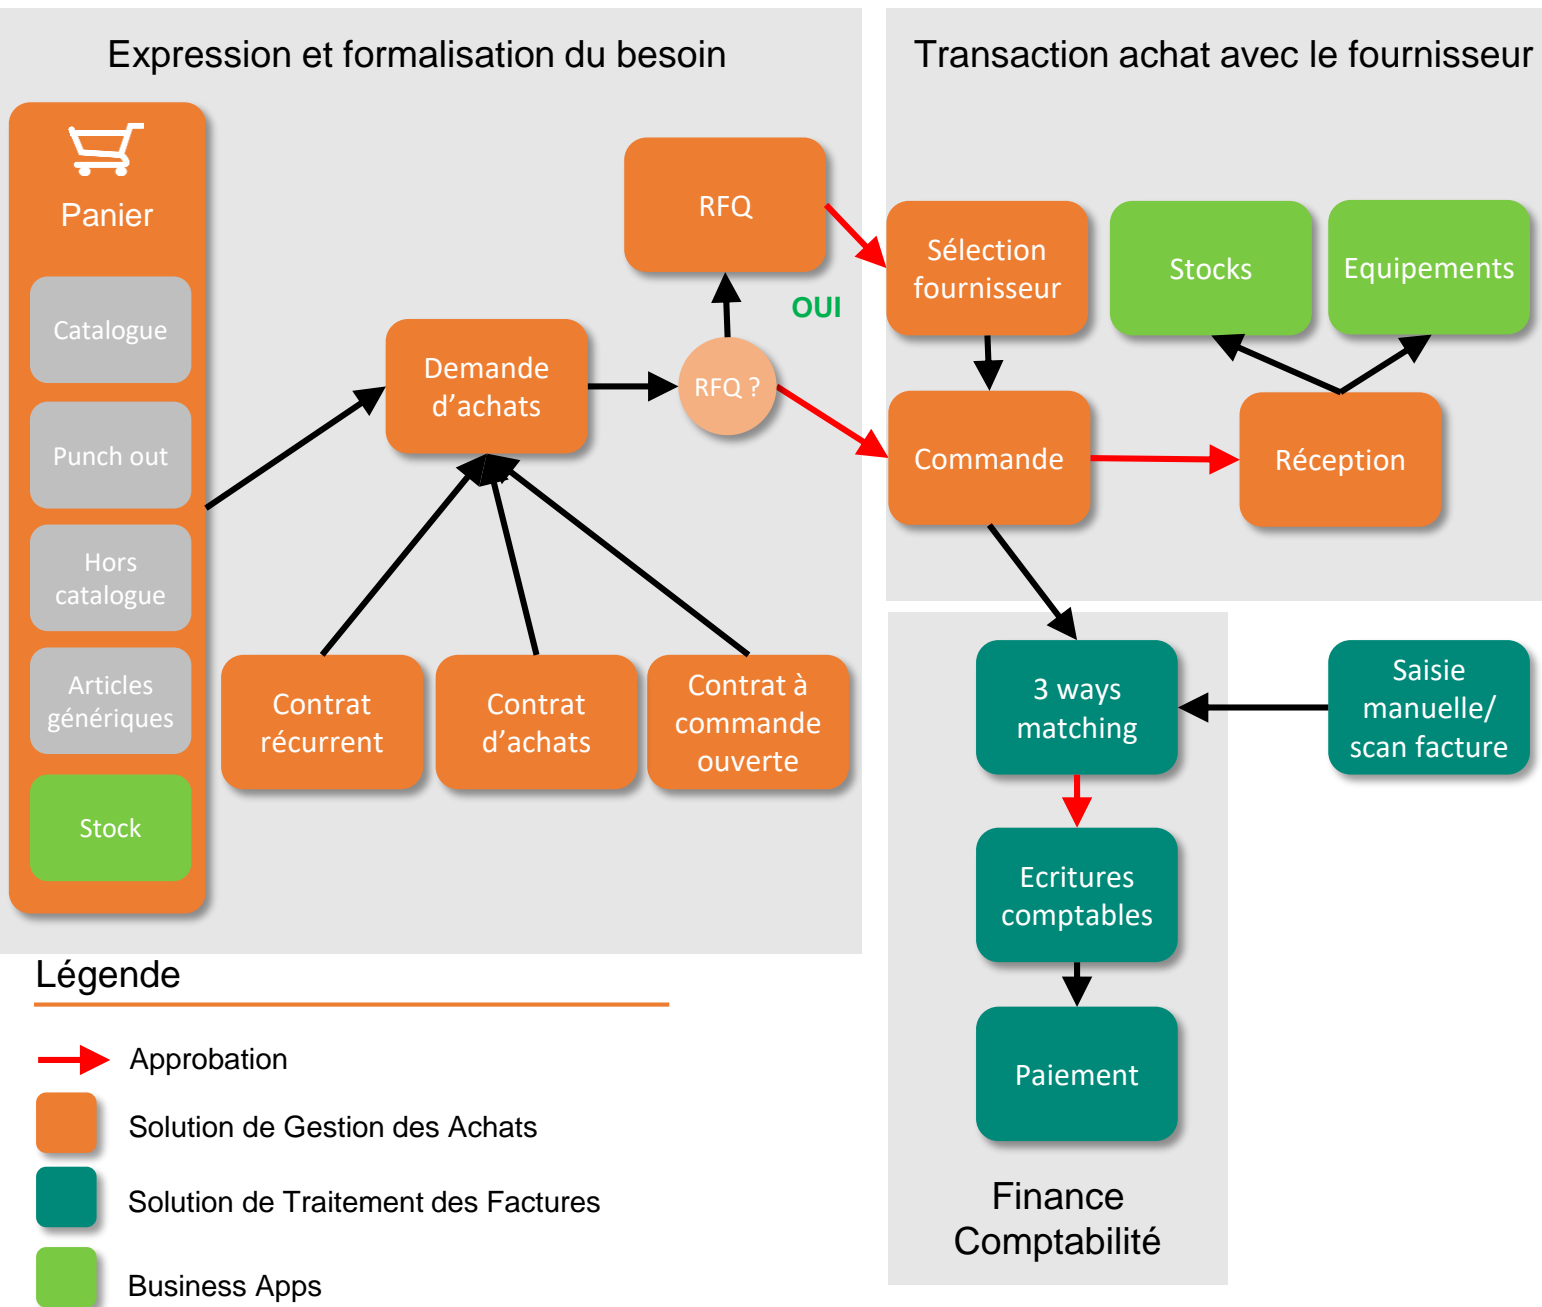 Expression et formalisation du besoin
Panier
Catalogue
Punch out
Hors
catalogue
Articles
génériques
Stock
RFQ
OUI
Demande
d’achats
RFQ ?
Contrat
récurrent
Contrat
d’achats
Contrat à
commande
ouverte
Transaction achat avec le fournisseur
Sélection
fournisseur
Stocks
Equipements
Commande
Réception
3 ways
matching
Saisie
manuelle/
scan facture
Ecritures
comptables
Paiement
Finance
Comptabilité
Légende
Approbation
Solution de Gestion des Achats
Solution de Traitement des Factures
Business Apps